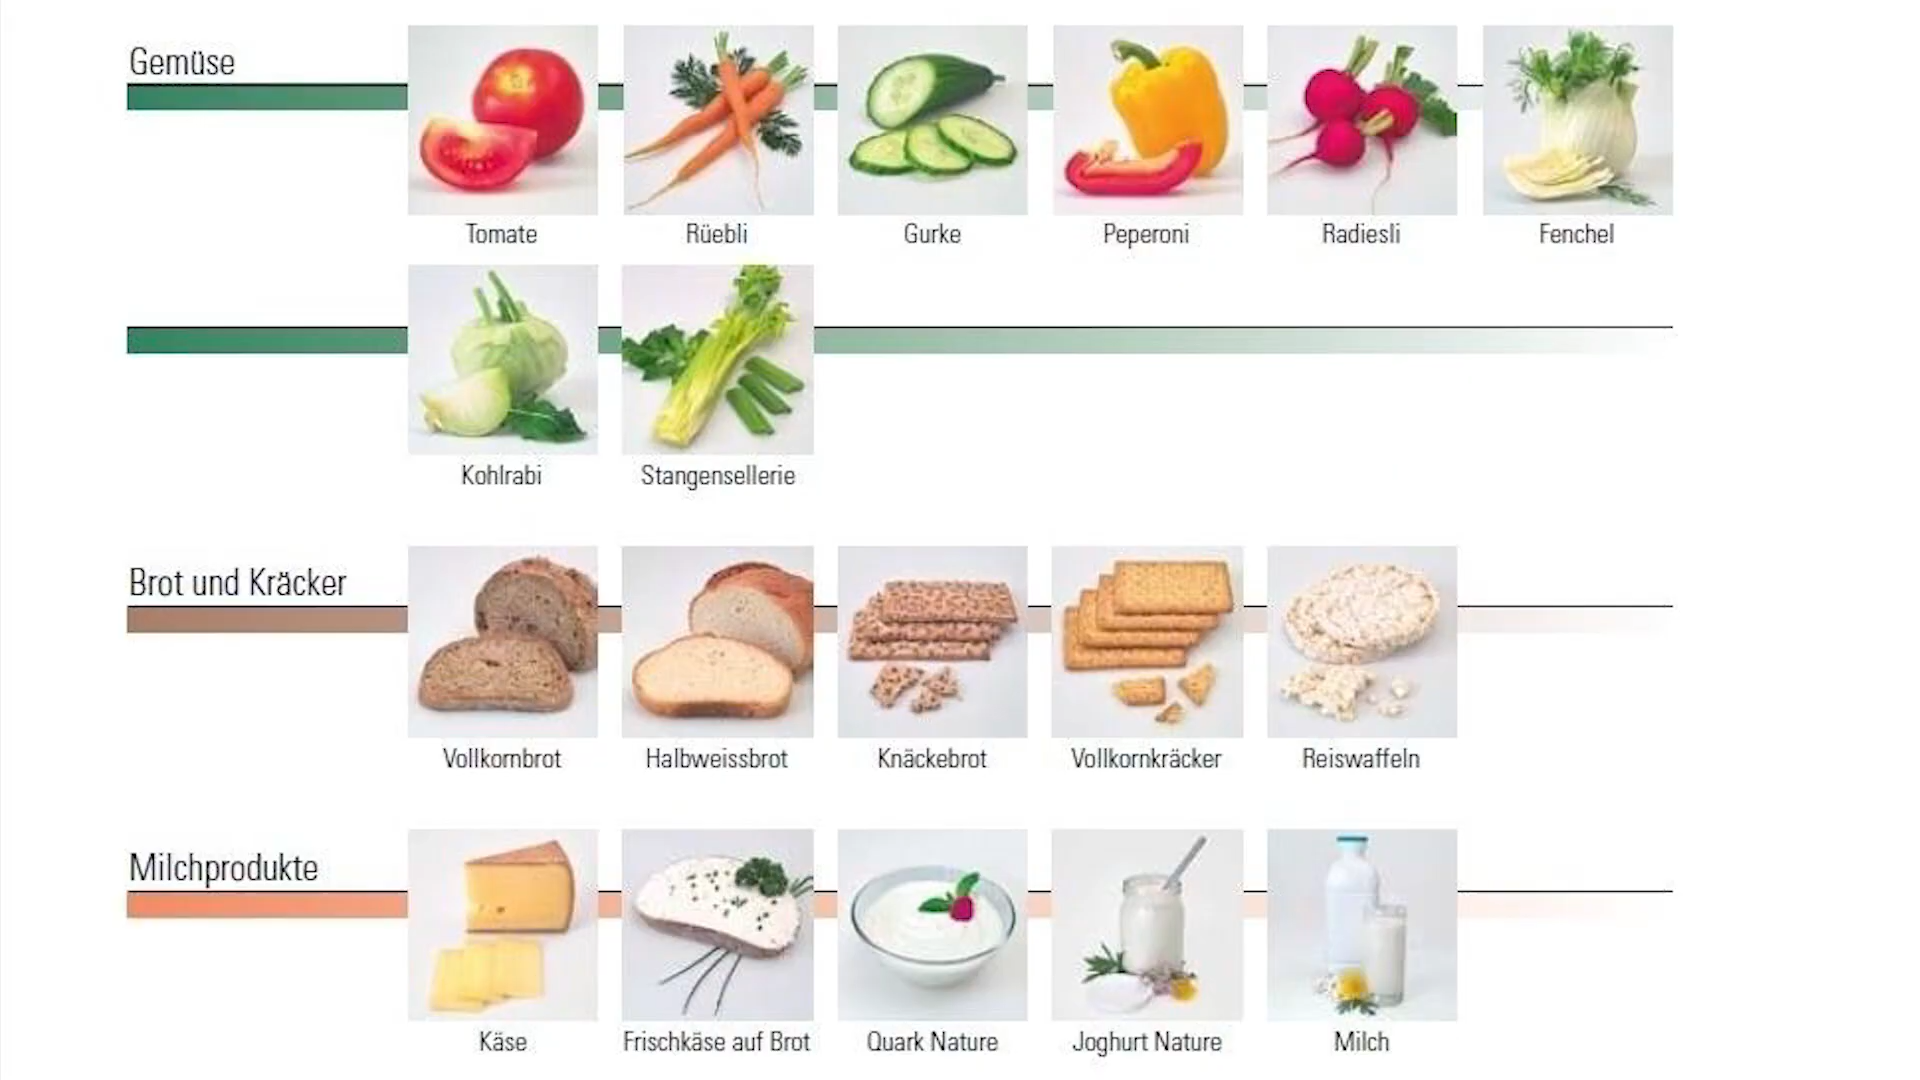 Gemüse
Tomate
Rüebli
Gurke
Peperoni
Radiesli
Fenchel
Kohlrabi
Stangensellerie
Brot und Kräcker
Vollkornbrot
Halbweissbrot
Knäckebrot
Vollkornkräcker
Reiswaffeln
Milchprodukte
Käse
Frischkäse auf Brot
Quark Nature
Joghurt Nature
Milch